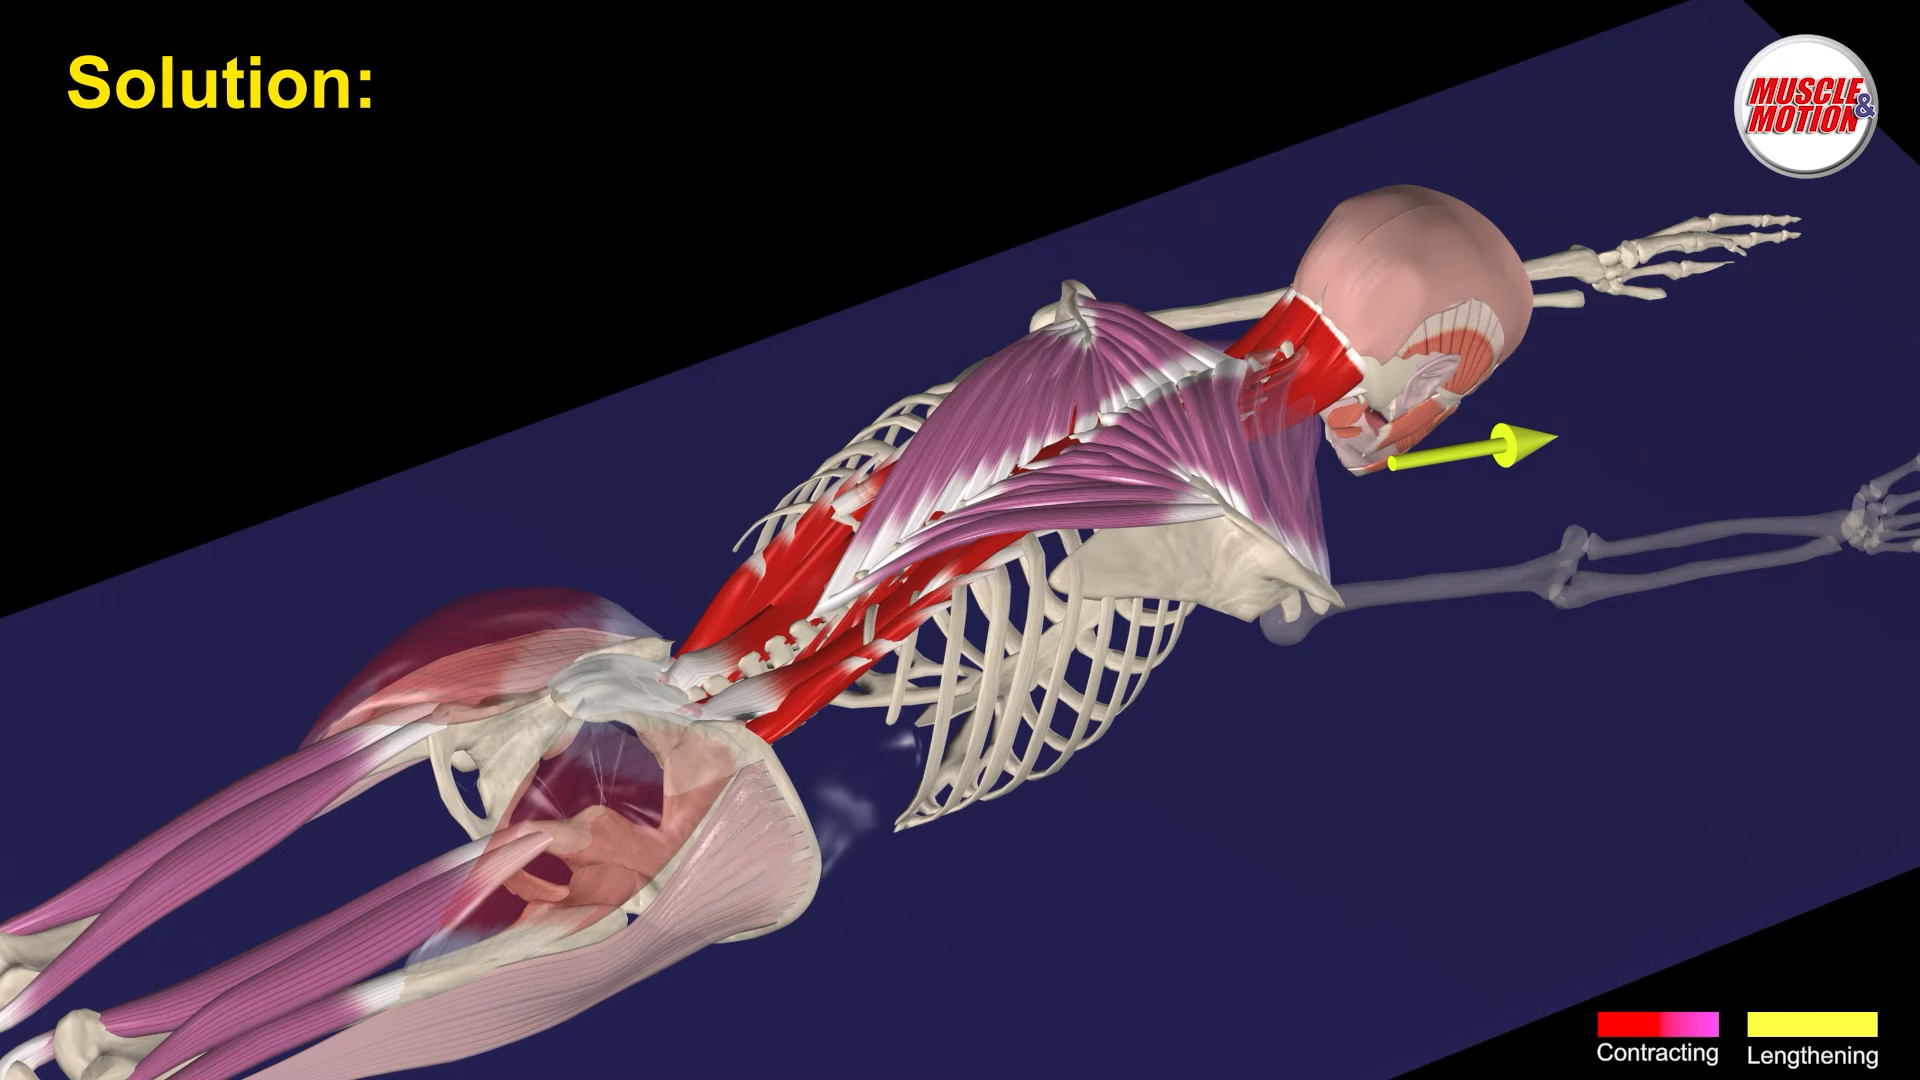 Solution:
MUSCLE &
MOTION
Contracting
Lengthening